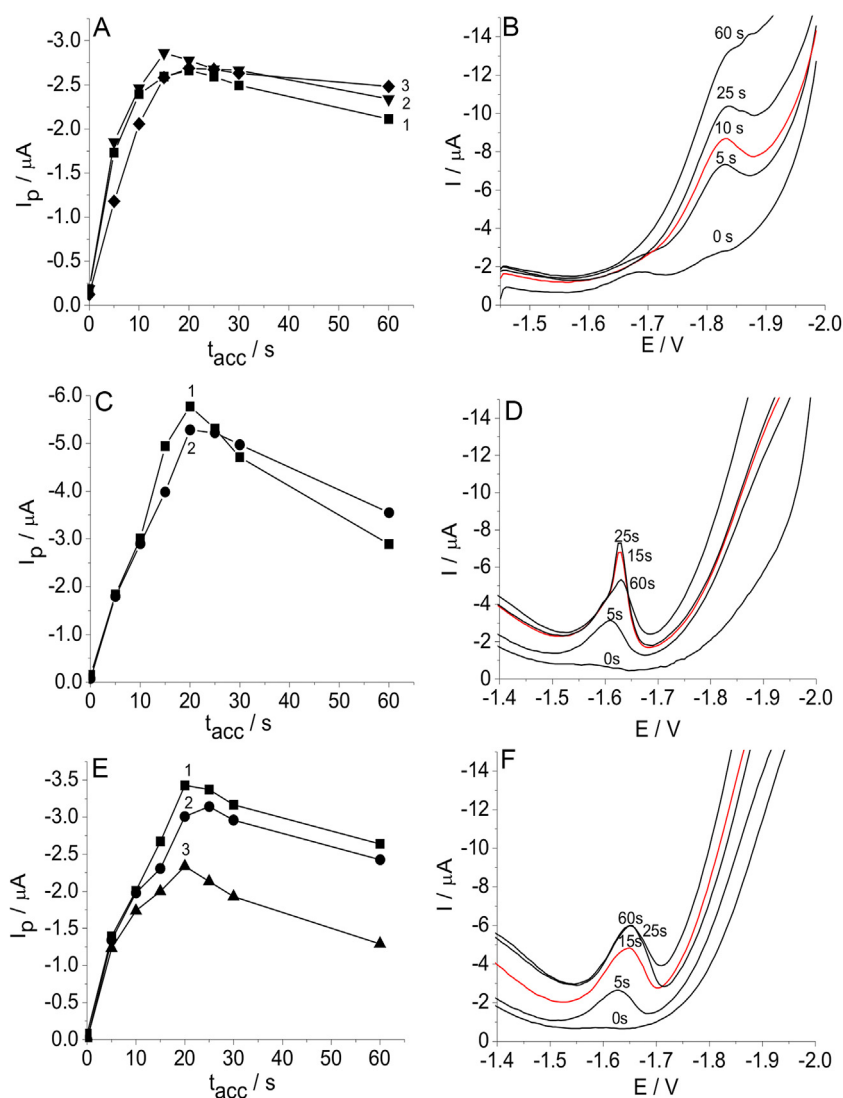 A
-3.0
-2.5
-2.0
-1.5
-1.0
-0.5
0.0
I_p / μA
3
2
1
0 10 20 30 40 50 60
t_acc / s
B
-14
-12
-10
-8
-6
-4
-2
0
I / μA
60 s
25 s
10 s
5 s
0 s
-1.5 -1.6 -1.7 -1.8 -1.9 -2.0
E / V
C
-6.0
-5.0
-4.0
-3.0
-2.0
-1.0
0.0
I_p / μA
1
2
0 10 20 30 40 50 60
t_acc / s
D
-14
-12
-10
-8
-6
-4
-2
0
I / μA
25s
15s
60s
5s
0s
-1.4 -1.5 -1.6 -1.7 -1.8 -1.9 -2.0
E / V
E
-3.5
-3.0
-2.5
-2.0
-1.5
-1.0
-0.5
0.0
I_p / μA
1
2
3
0 10 20 30 40 50 60
t_acc / s
F
-14
-12
-10
-8
-6
-4
-2
0
I / μA
60s
25s
15s
5s
0s
-1.4 -1.5 -1.6 -1.7 -1.8 -1.9 -2.0
E / V